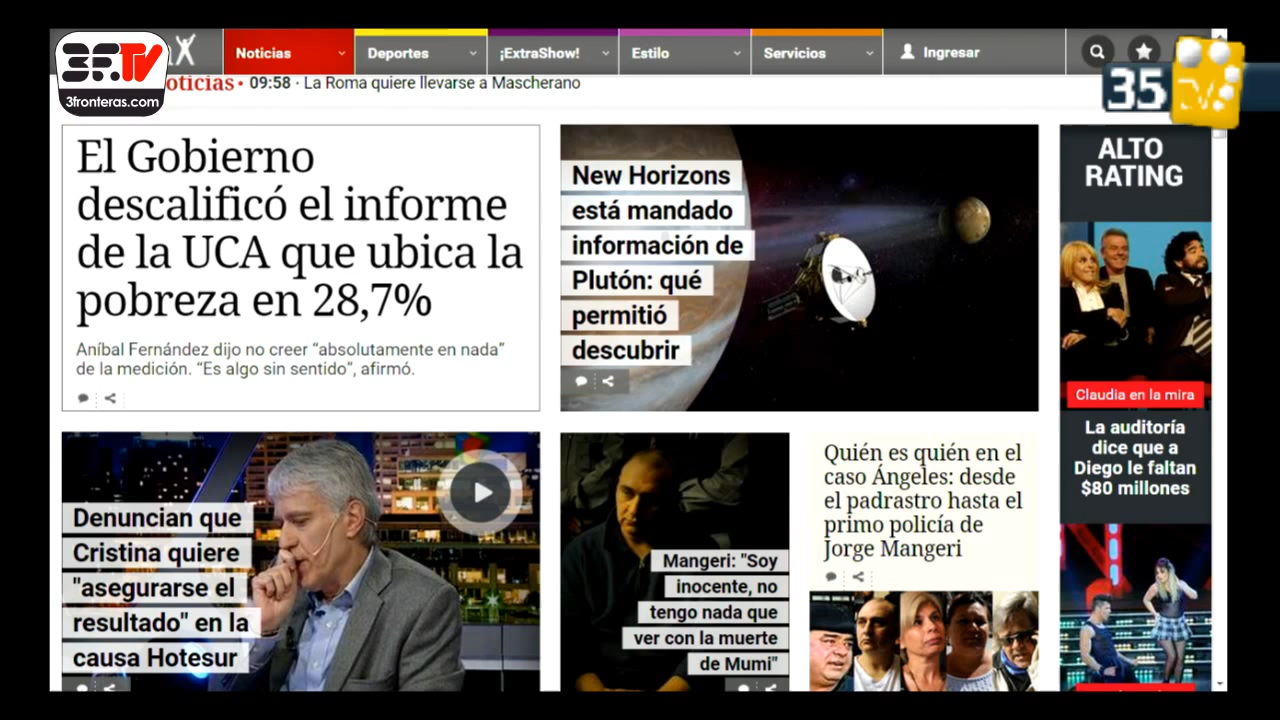 3F.TV
3fronteras.com
X
Noticias
Deportes
¡ExtraShow!
Estilo
Servicios
Ingresar
35
TV
oticias • 09:58 · La Roma quiere llevarse a Mascherano
El Gobierno
descalificó el informe
de la UCA que ubica la
pobreza en 28,7%
Aníbal Fernández dijo no creer “absolutamente en nada”
de la medición. “Es algo sin sentido”, afirmó.
New Horizons
está mandado
información de
Plutón: qué
permitió
descubrir
ALTO
RATING
Claudia en la mira
La auditoría
dice que a
Diego le faltan
$80 millones
Denuncian que
Cristina quiere
"asegurarse el
resultado" en la
causa Hotesur
Mangeri: "Soy
inocente, no
tengo nada que
ver con la muerte
de Mumi"
Quién es quién en el
caso Ángeles: desde
el padrastro hasta el
primo policía de
Jorge Mangeri